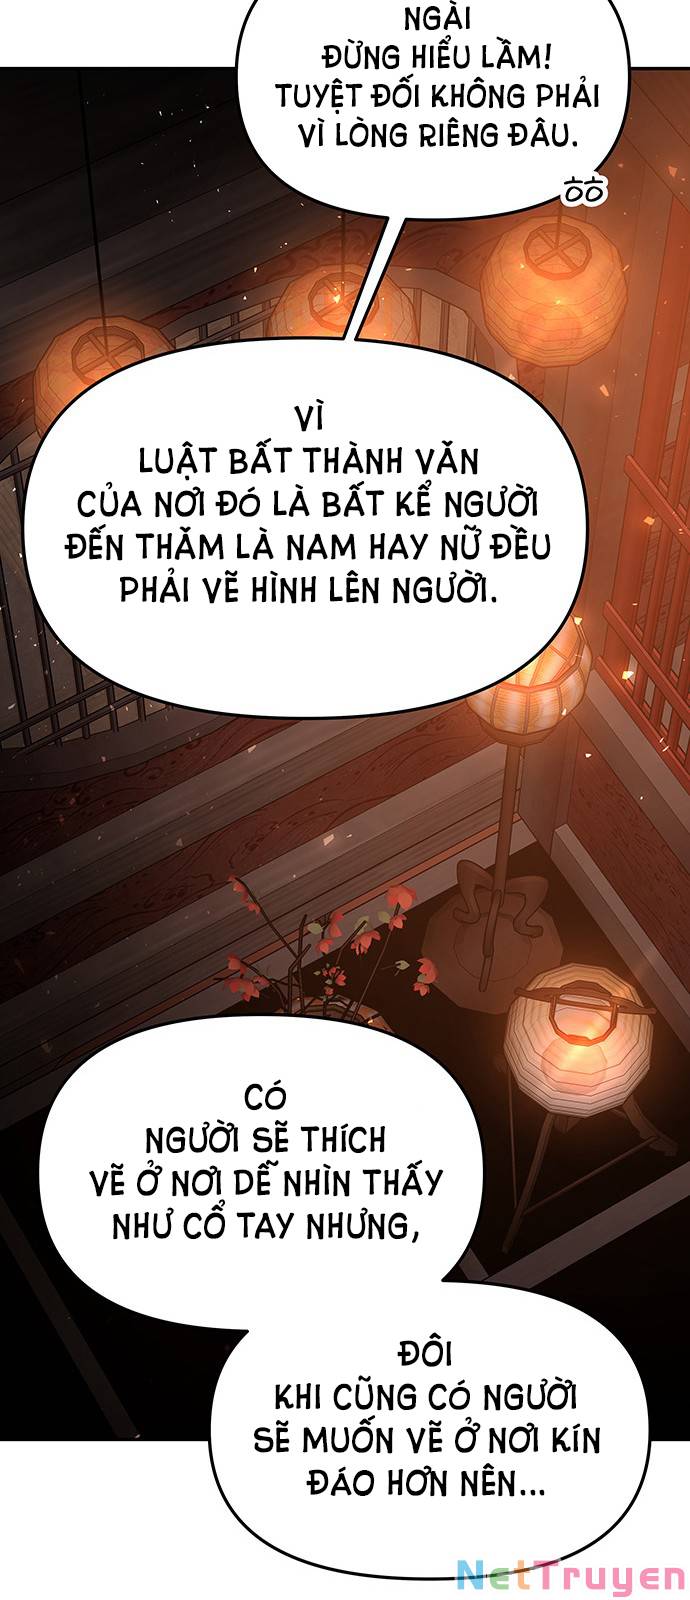 NGÀI
ĐỪNG HIỂU LẦM!
TUYỆT ĐỐI KHÔNG PHẢI
VÌ LÒNG RIÊNG ĐÂU.
ㅎㅎ
VÌ
LUẬT BẤT THÀNH VĂN
CỦA NƠI ĐÓ LÀ BẤT KỂ NGƯỜI
ĐẾN THĂM LÀ NAM HAY NỮ ĐỀU
PHẢI VẼ HÌNH LÊN NGƯỜI.
CÓ
NGƯỜI SẼ THÍCH
VẼ Ở NƠI DỄ NHÌN THẤY
NHƯ CỔ TAY NHƯNG,
ĐÔI
KHI CŨNG CÓ NGƯỜI
SẼ MUỐN VẼ Ở NƠI KÍN
ĐÁO HƠN NÊN...
NetTruyen